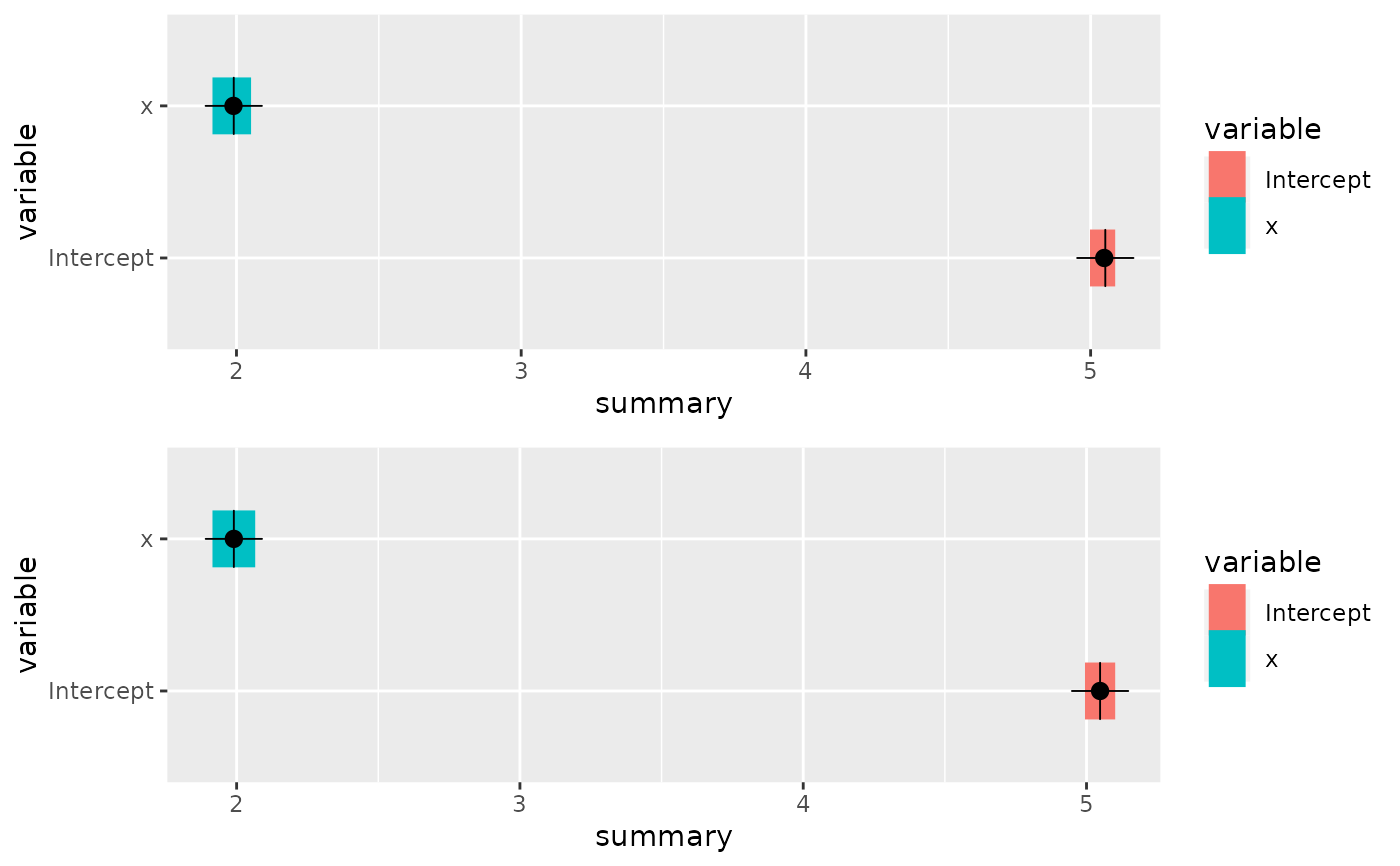 variable
x
Intercept
2 3 4 5
summary
variable
Intercept
x
variable
x
Intercept
2 3 4 5
summary
variable
Intercept
x